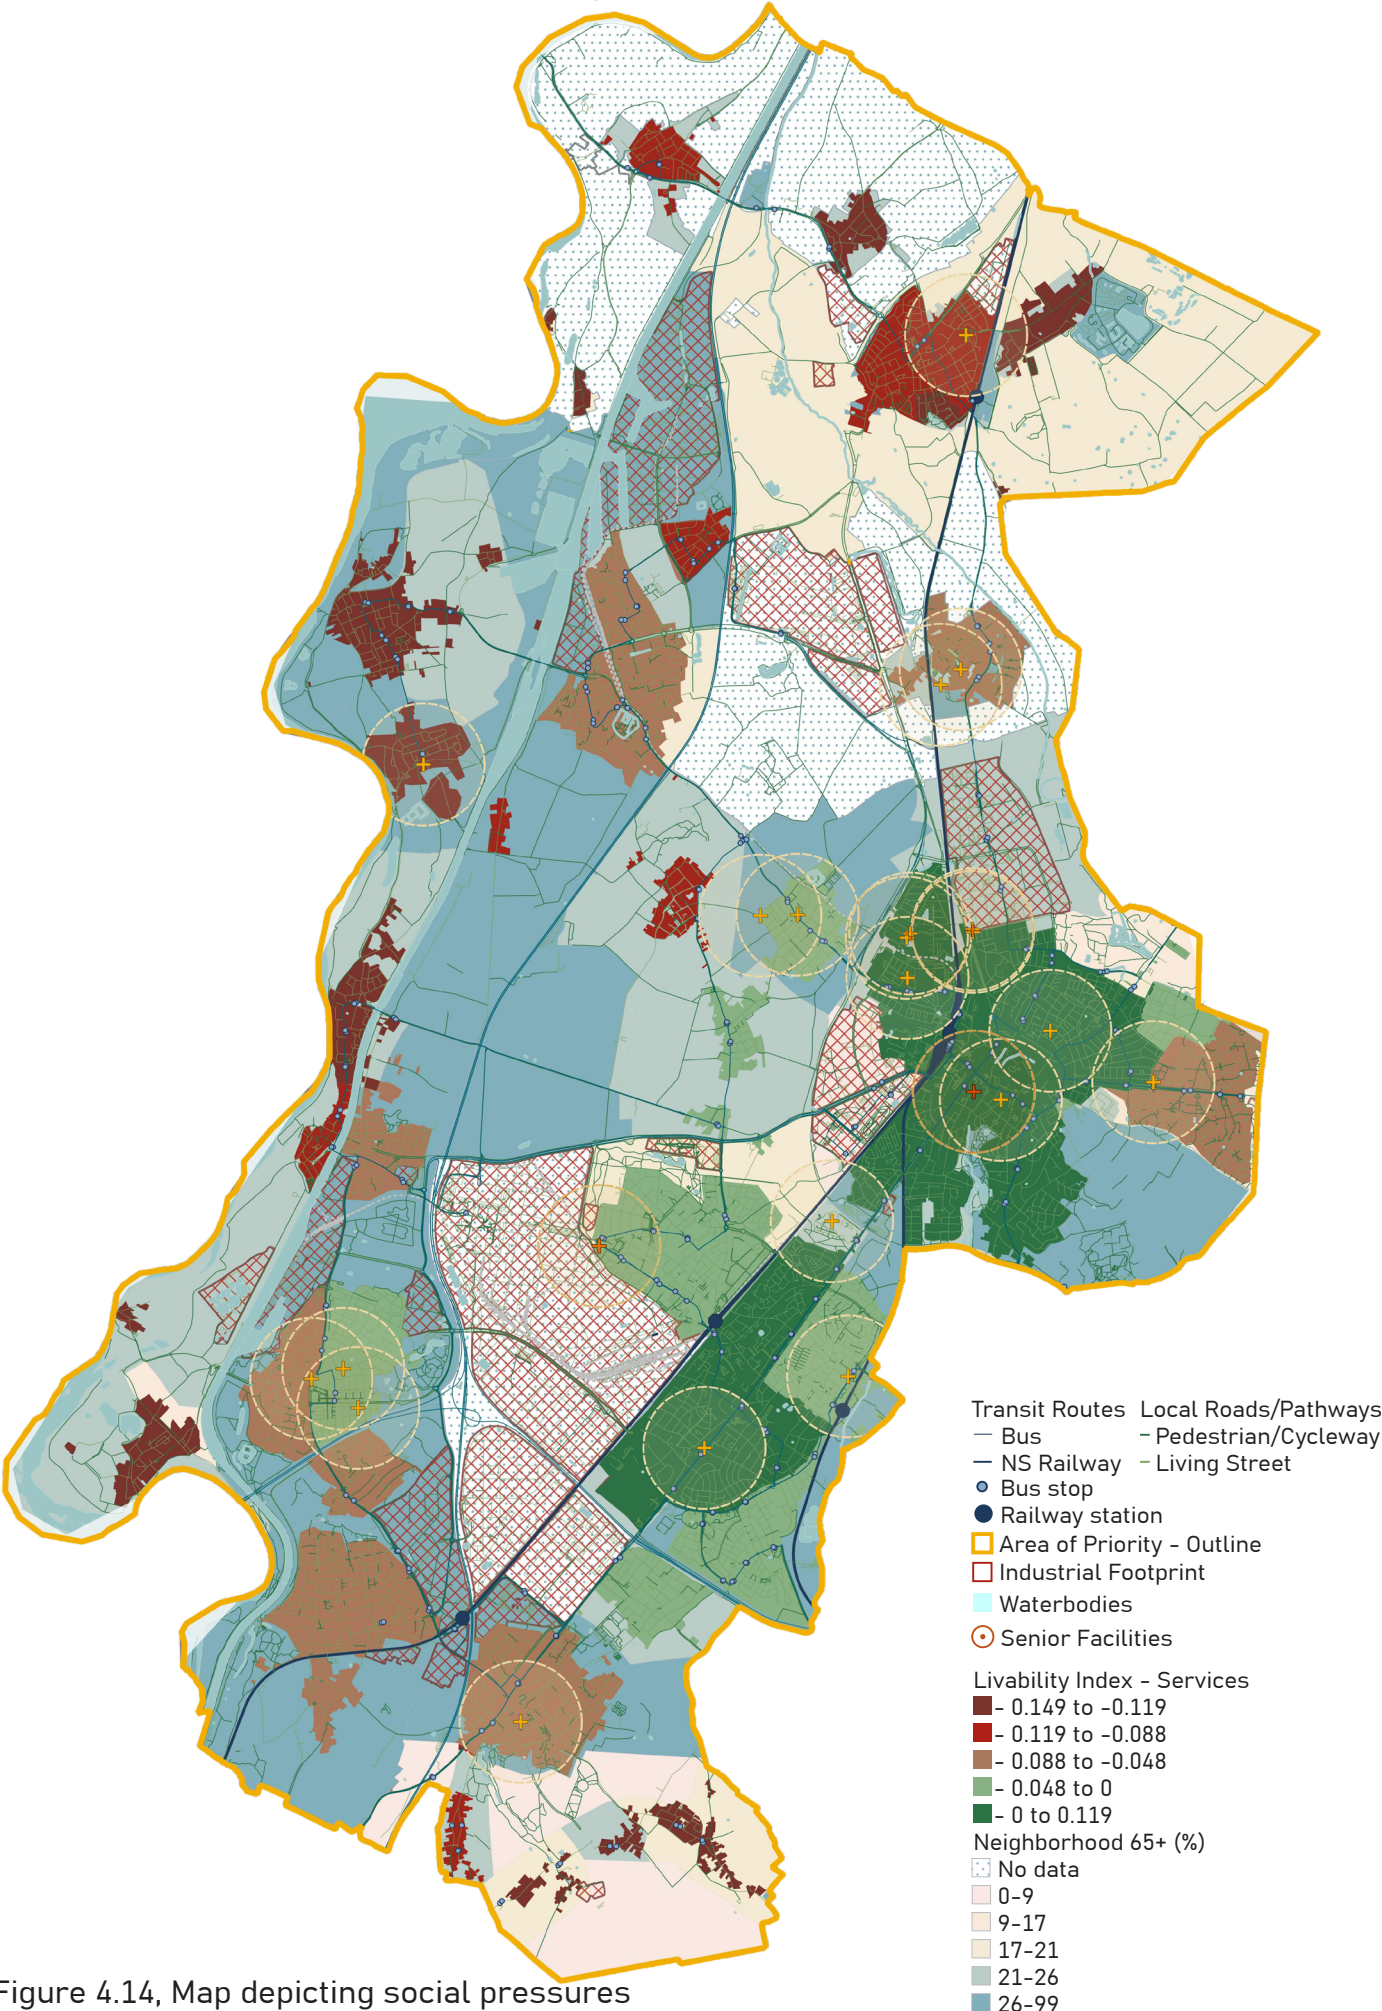 Transit Routes Local Roads/Pathways
Bus Pedestrian/Cycleway
NS Railway Living Street
Bus stop
Railway station
Area of Priority - Outline
Industrial Footprint
Waterbodies
Senior Facilities
Livability Index - Services
- 0.149 to -0.119
- 0.119 to -0.088
- 0.088 to -0.048
- 0.048 to 0
- 0 to 0.119
Neighborhood 65+ (%)
No data
0-9
9-17
17-21
21-26
26-99
Figure 4.14, Map depicting social pressures